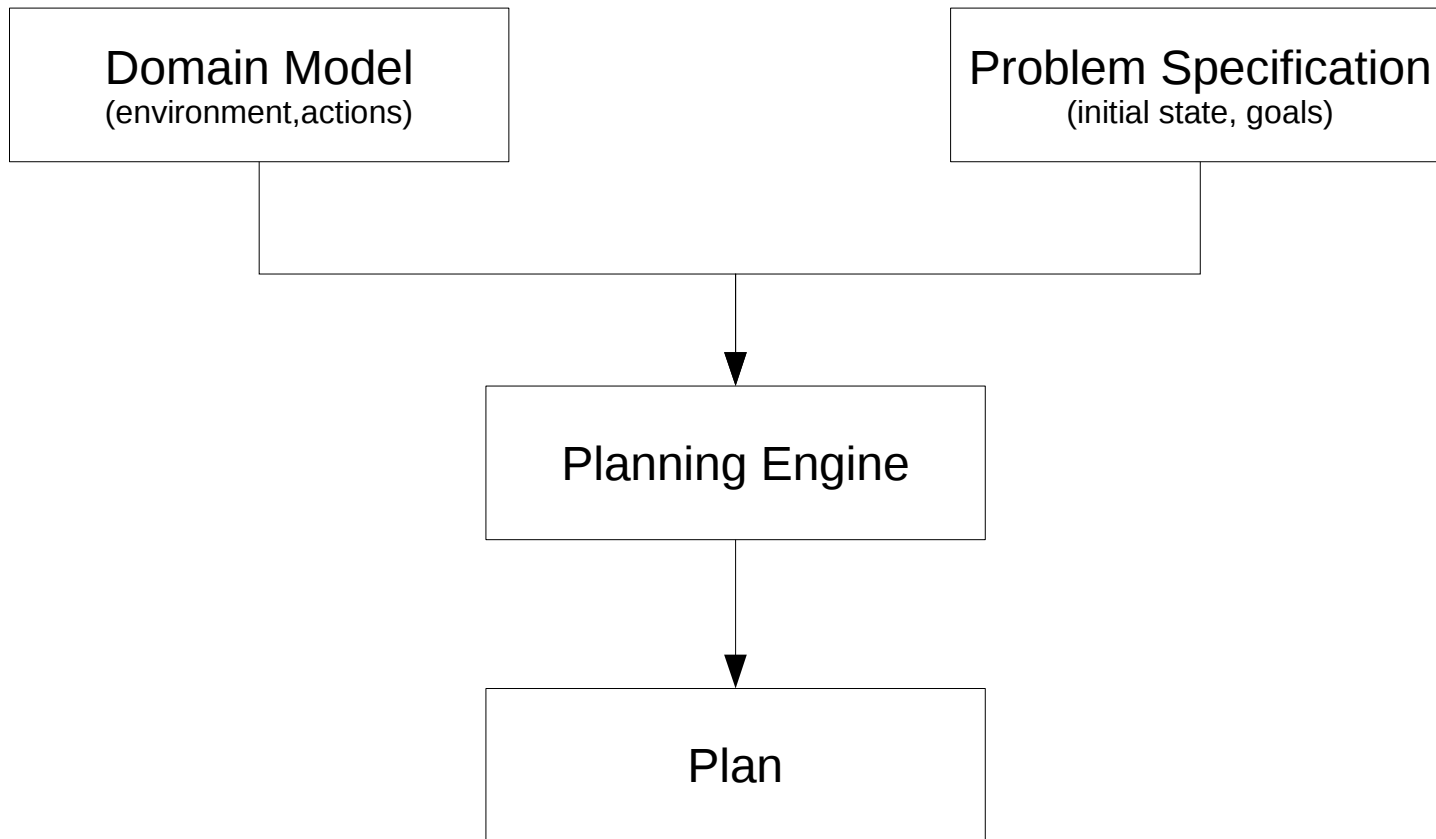 Domain Model
(environment,actions)
Problem Specification
(initial state, goals)
Planning Engine
Plan